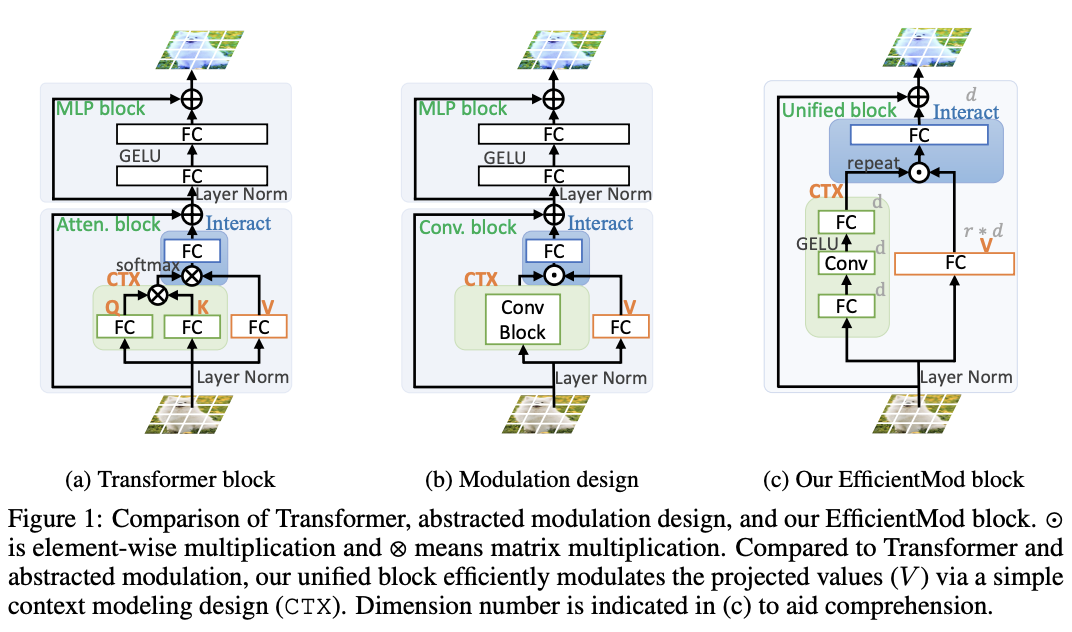 MLP block
FC
GELU
FC
Layer Norm
Atten. block
Interact
FC
softmax
CTX
Q
K
V
FC
FC
FC
Layer Norm
(a) Transformer block
MLP block
FC
GELU
FC
Layer Norm
Conv. block
Interact
FC
CTX
V
Conv
Block
FC
Layer Norm
(b) Modulation design
d
Unified block
Interact
FC
repeat
CTX
d
FC
r * d
GELU
d
V
Conv
FC
d
FC
Layer Norm
(c) Our EfficientMod block
Figure 1: Comparison of Transformer, abstracted modulation design, and our EfficientMod block. ⊙
is element-wise multiplication and ⊗ means matrix multiplication. Compared to Transformer and
abstracted modulation, our unified block efficiently modulates the projected values (V) via a simple
context modeling design (CTX). Dimension number is indicated in (c) to aid comprehension.